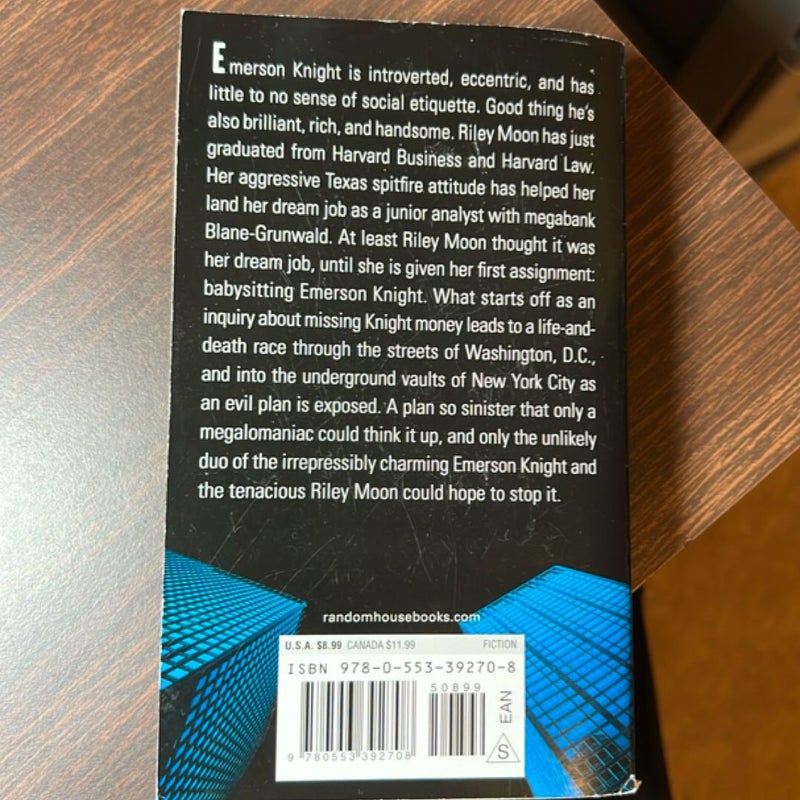 Emerson Knight is introverted, eccentric, and has
little to no sense of social etiquette. Good thing he's
also brilliant, rich, and handsome. Riley Moon has just
graduated from Harvard Business and Harvard Law.
Her aggressive Texas spitfire attitude has helped her
land her dream job as a junior analyst with megabank
Blane-Grunwald. At least Riley Moon thought it was
her dream job, until she is given her first assignment:
babysitting Emerson Knight. What starts off as an
inquiry about missing Knight money leads to a life-and-
death race through the streets of Washington, D.C.,
and into the underground vaults of New York City as
an evil plan is exposed. A plan so sinister that only a
megalomaniac could think it up, and only the unlikely
duo of the irrepressibly charming Emerson Knight and
the tenacious Riley Moon could hope to stop it.
randomhousebooks.com
U.S.A. $8.99 CANADA $11.99 FICTION
ISBN 978-0-553-39270-8
50899
EAN
S
9 780553 392708